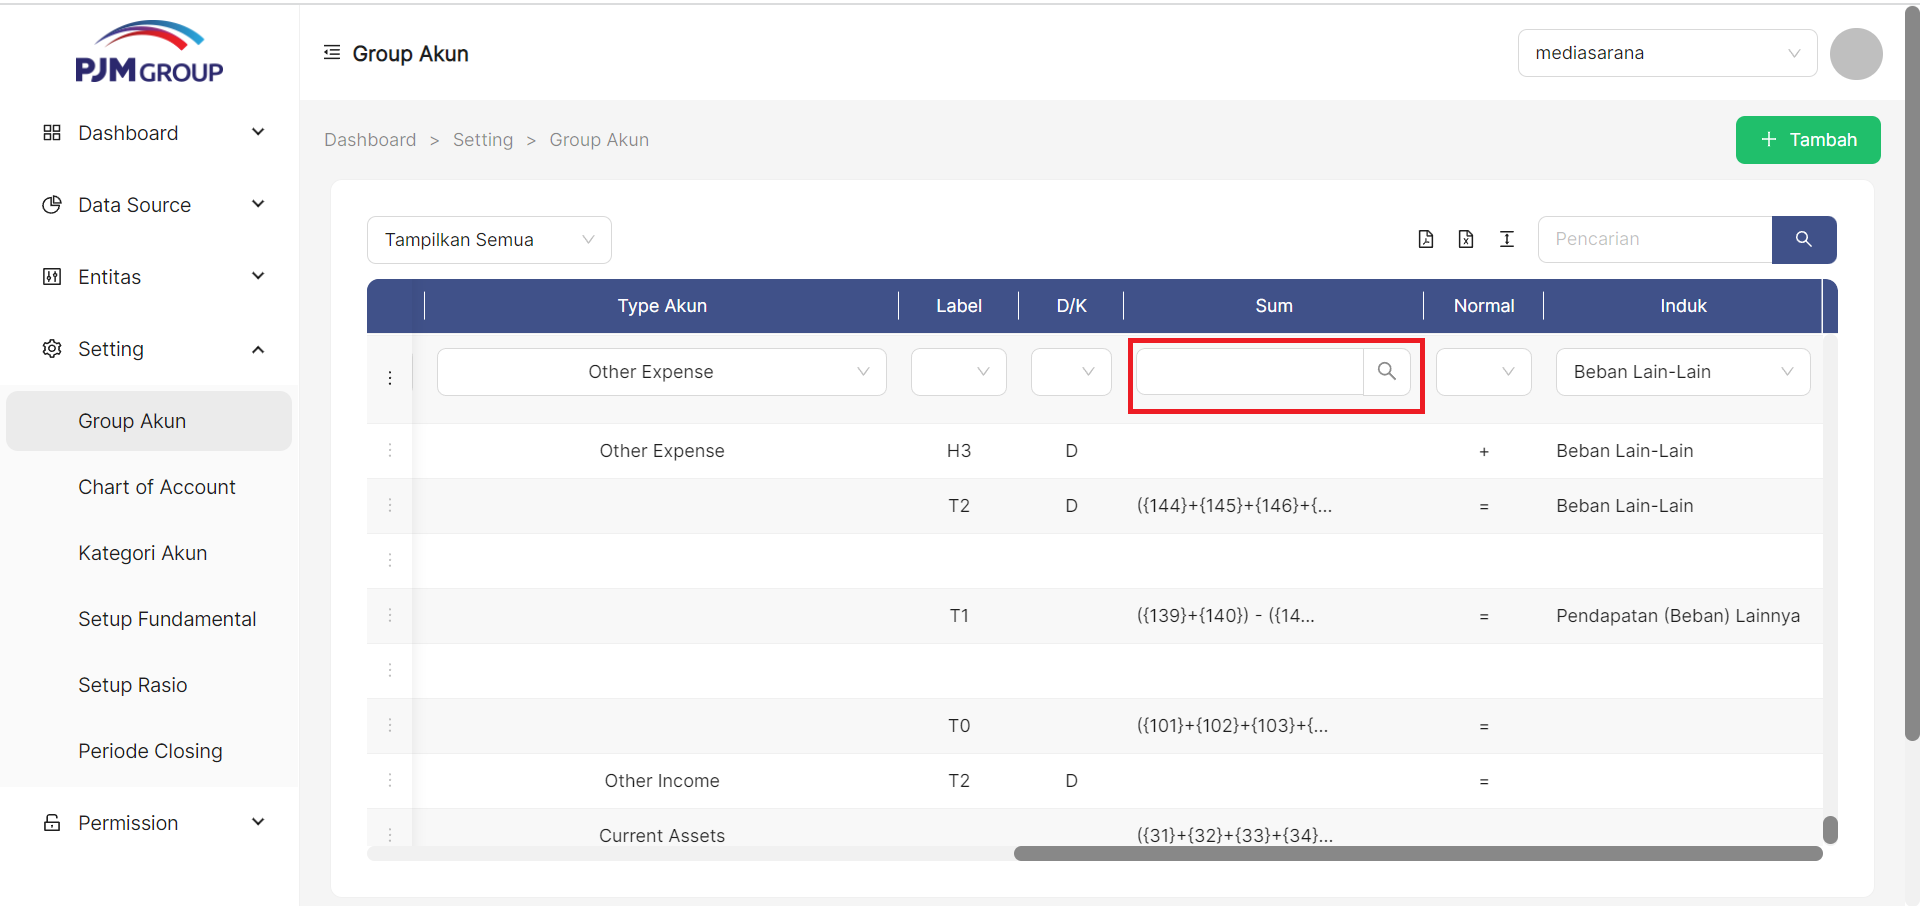 PJM GROUP
Group Akun
mediasarana
Dashboard
Data Source
Entitas
Setting
Group Akun
Chart of Account
Kategori Akun
Setup Fundamental
Setup Rasio
Periode Closing
Permission
Dashboard > Setting > Group Akun
+ Tambah
Tampilkan Semua
Pencarian
Type Akun Label D/K Sum Normal Induk
Other Expense Beban Lain-Lain
Other Expense H3 D + Beban Lain-Lain
T2 D ({144}+{145}+{146}+{... = Beban Lain-Lain
T1 ({139}+{140}) - ({14... = Pendapatan (Beban) Lainnya
T0 ({101}+{102}+{103}+{... =
Other Income T2 D =
Current Assets ({31}+{32}+{33}+{34}...